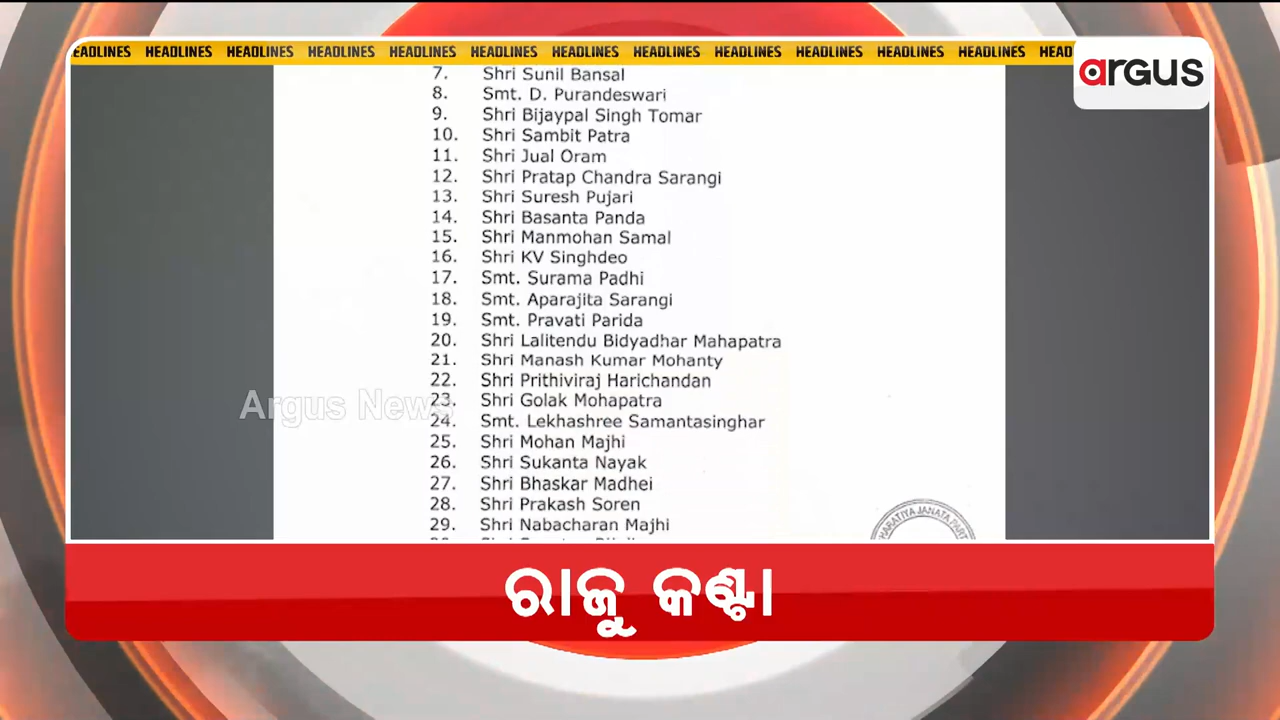 EADLINES HEADLINES HEADLINES HEADLINES HEADLINES HEADLINES HEADLINES HEADLINES HEADLINES HEADLINES HEADLINES HEADLINES HEAD
argus
7. Shri Sunil Bansal
8. Smt. D. Purandeswari
9. Shri Bijaypal Singh Tomar
10. Shri Sambit Patra
11. Shri Jual Oram
12. Shri Pratap Chandra Sarangi
13. Shri Suresh Pujari
14. Shri Basanta Panda
15. Shri Manmohan Samal
16. Shri KV Singhdeo
17. Smt. Surama Padhi
18. Smt. Aparajita Sarangi
19. Smt. Pravati Parida
20. Shri Lalitendu Bidyadhar Mahapatra
21. Shri Manash Kumar Mohanty
22. Shri Prithiviraj Harichandan
23. Shri Golak Mohapatra
24. Smt. Lekhashree Samantasinghar
25. Shri Mohan Majhi
26. Shri Sukanta Nayak
27. Shri Bhaskar Madhei
28. Shri Prakash Soren
29. Shri Nabacharan Majhi
Argus News
HARATIYA JANATA PART
ରାଜୁ କଣ୍ଟା